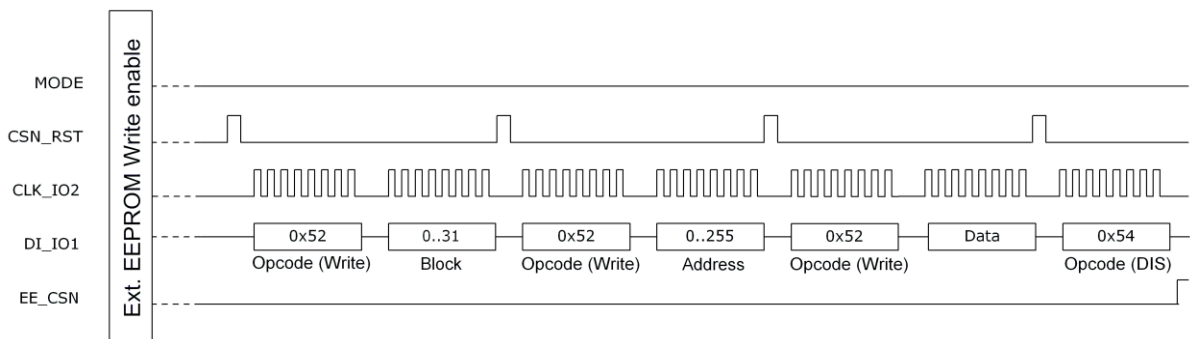 Ext. EEPROM Write enable
MODE
CSN_RST
CLK_IO2
DI_IO1 0x52 0..31 0x52 0..255 0x52 Data 0x54
Opcode (Write) Block Opcode (Write) Address Opcode (Write) Opcode (DIS)
EE_CSN